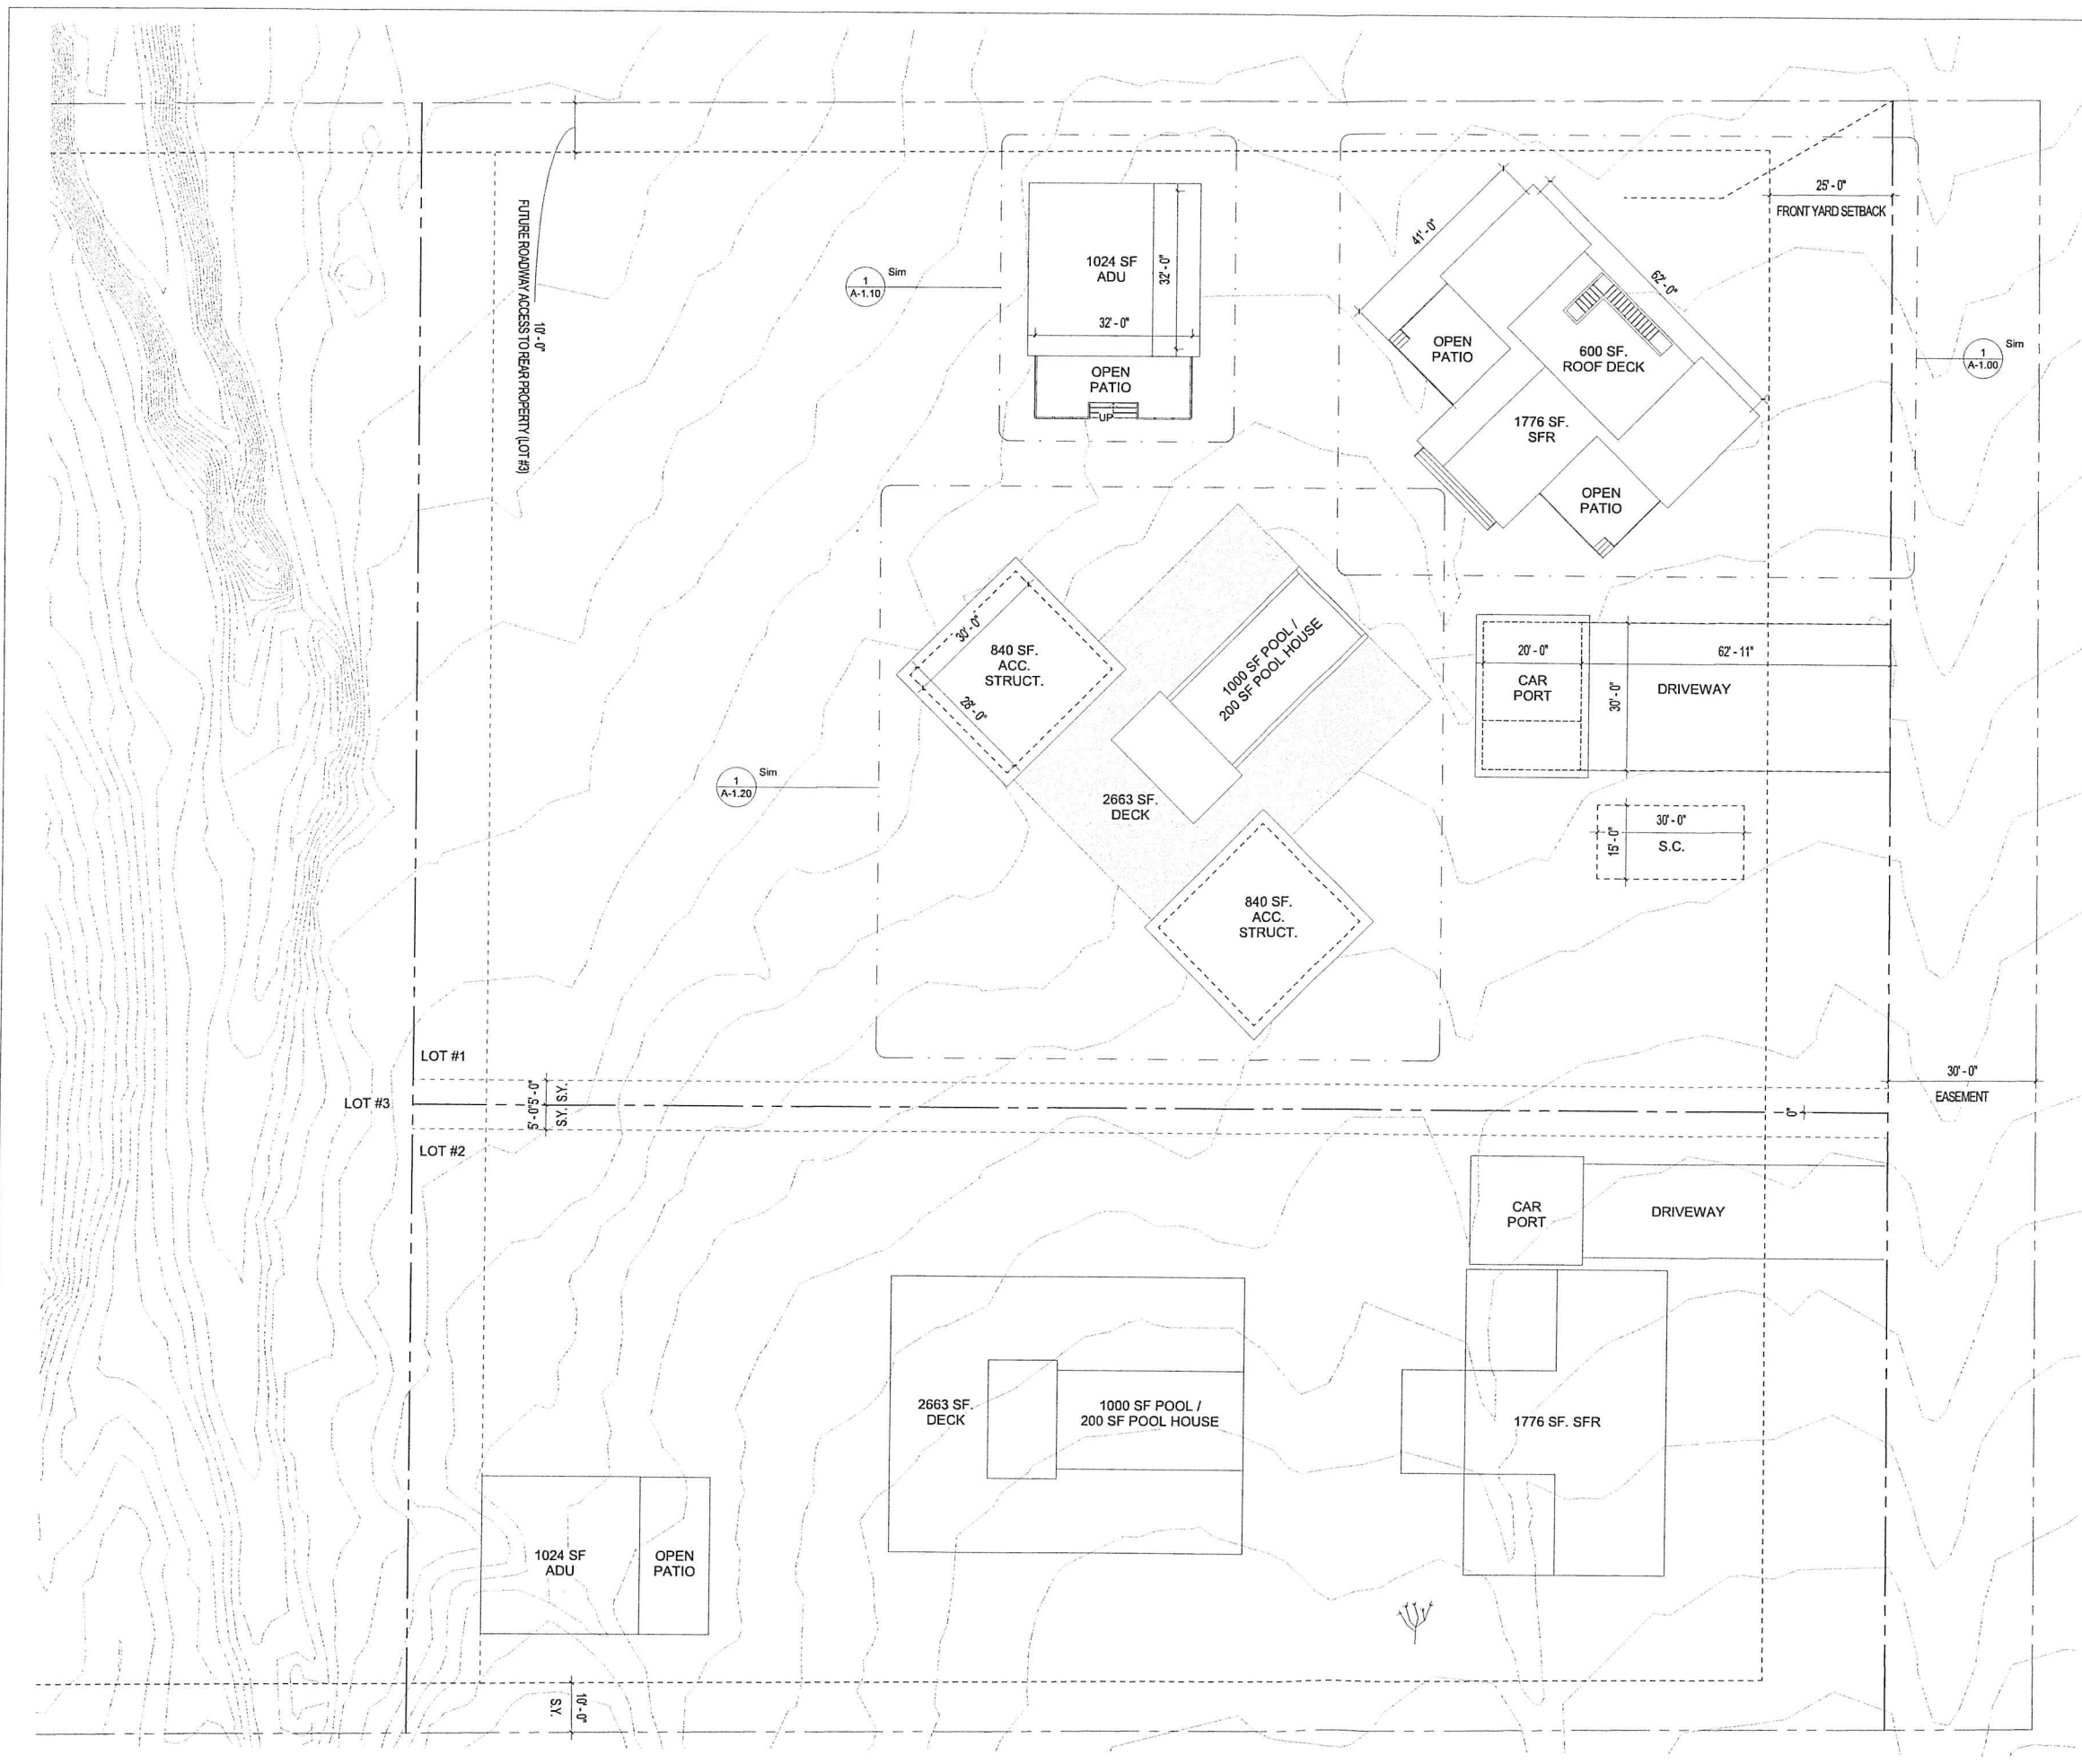 25' - 0"
FRONT YARD SETBACK
41' - 0"
62' - 0"
1024 SF
ADU
32' - 0"
32' - 0"
OPEN
PATIO
UP
1
A-1.10
Sim
10' - 0"
FUTURE ROADWAY ACCESS TO REAR PROPERTY (LOT #3)
OPEN
PATIO
600 SF.
ROOF DECK
1776 SF.
SFR
OPEN
PATIO
1
A-1.00
Sim
30' - 0"
840 SF.
ACC.
STRUCT.
28' - 0"
1000 SF POOL /
200 SF POOL HOUSE
2663 SF.
DECK
840 SF.
ACC.
STRUCT.
1
A-1.20
Sim
20' - 0"
CAR
PORT
30' - 0"
62' - 11"
DRIVEWAY
30' - 0"
15' - 0"
S.C.
LOT #1
LOT #3
LOT #2
5' - 0"
S.Y.
5' - 0"
S.Y.
0"
30' - 0"
EASEMENT
CAR
PORT
DRIVEWAY
2663 SF.
DECK
1000 SF POOL /
200 SF POOL HOUSE
1776 SF. SFR
1024 SF
ADU
OPEN
PATIO
10' - 0"
S.Y.